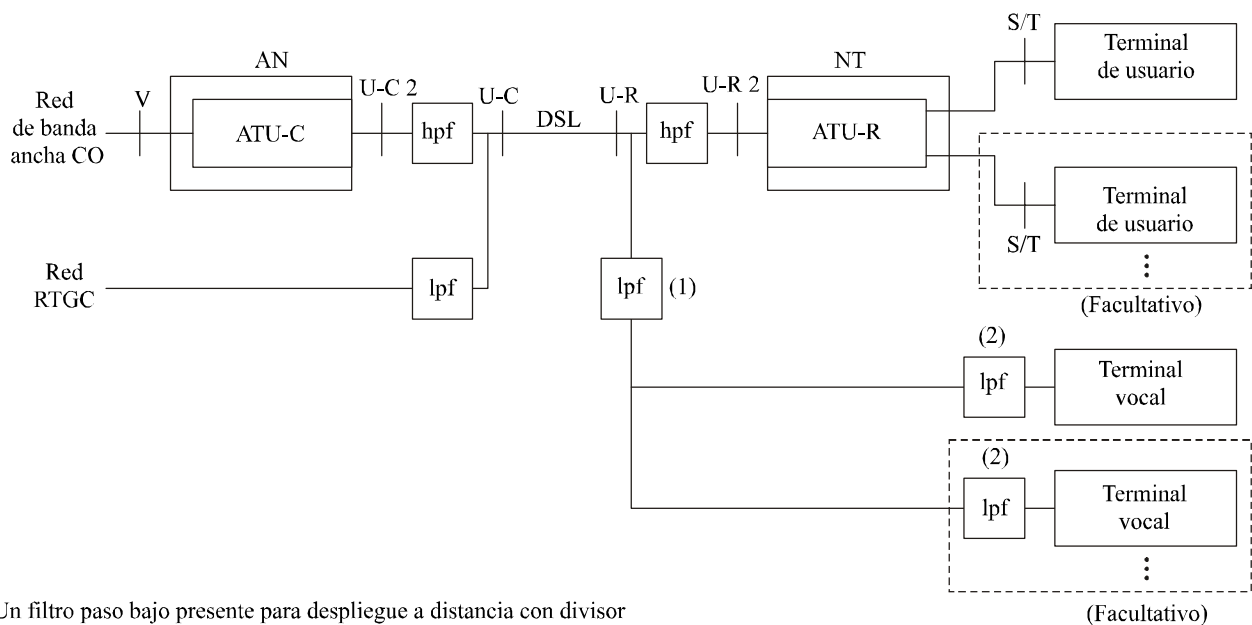 Red
de banda
ancha CO
V
AN
ATU-C
U-C 2
hpf
U-C
DSL
U-R
hpf
U-R 2
NT
ATU-R
S/T
Terminal
de usuario
S/T
Terminal
de usuario
(Facultativo)
Red
RTGC
lpf
lpf
(1)
(2)
lpf
Terminal
vocal
(2)
lpf
Terminal
vocal
(Facultativo)
Un filtro paso bajo presente para despliegue a distancia con divisor